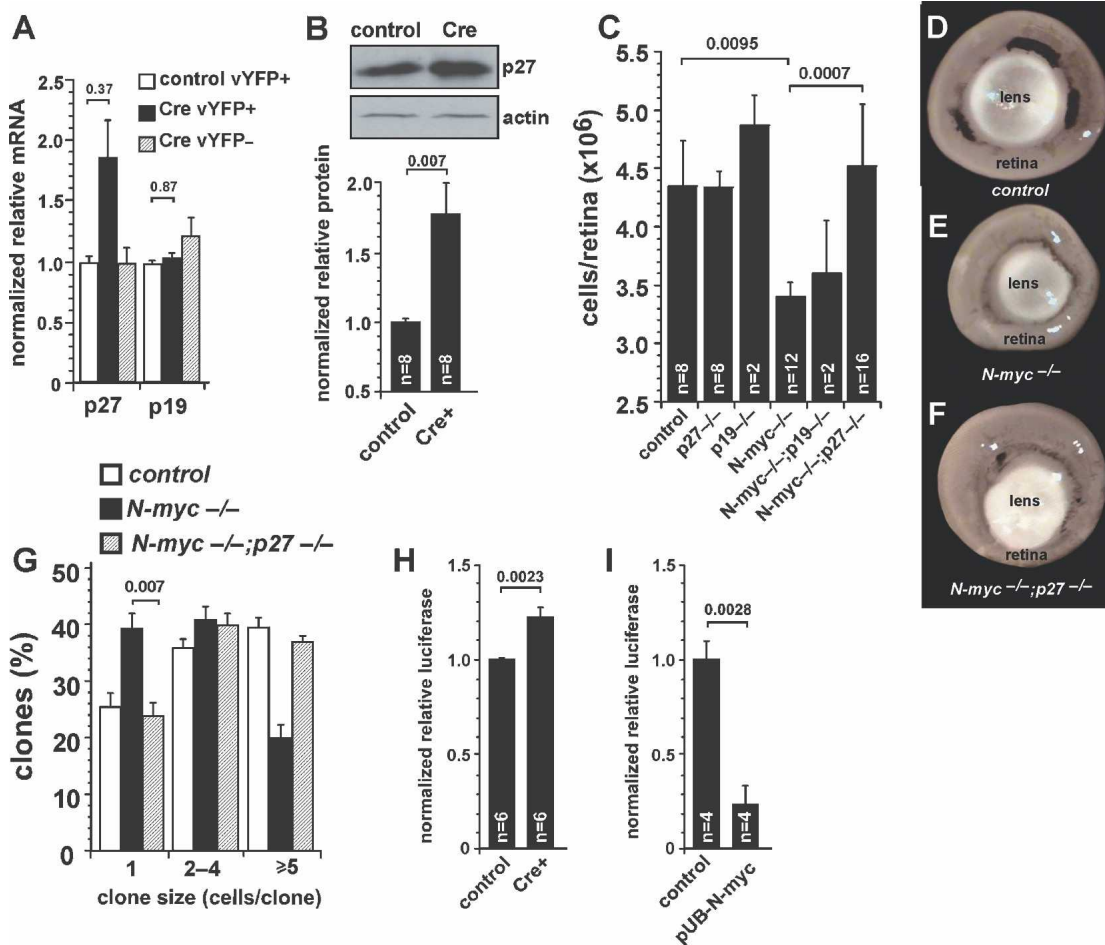 A
control vYFP+
Cre vYFP+
Cre vYFP–
0.37
0.87
normalized relative mRNA
2.5
2.0
1.5
1.0
0.5
0
p27
p19
B
control Cre
p27
actin
0.007
normalized relative protein
2.0
1.5
1.0
0.5
n=8
n=8
control
Cre+
C
0.0095
0.0007
cells/retina (x10⁶)
5.5
5.0
4.5
4.0
3.5
3.0
2.5
n=8
n=8
n=2
n=12
n=2
n=16
control
p27–/–
p19–/–
N-myc–/–
N-myc–/–;p19–/–
N-myc–/–;p27–/–
D
lens
retina
control
E
lens
retina
N-myc –/–
F
lens
retina
N-myc –/–;p27 –/–
control
N-myc –/–
N-myc –/–;p27 –/–
G
0.007
clones (%)
50
40
30
20
10
0
1
2–4
≥5
clone size (cells/clone)
H
0.0023
normalized relative luciferase
1.5
1.0
0.5
0
n=6
n=6
control
Cre+
I
0.0028
normalized relative luciferase
1.5
1.0
0.5
0
n=4
n=4
control
pUB-N-myc